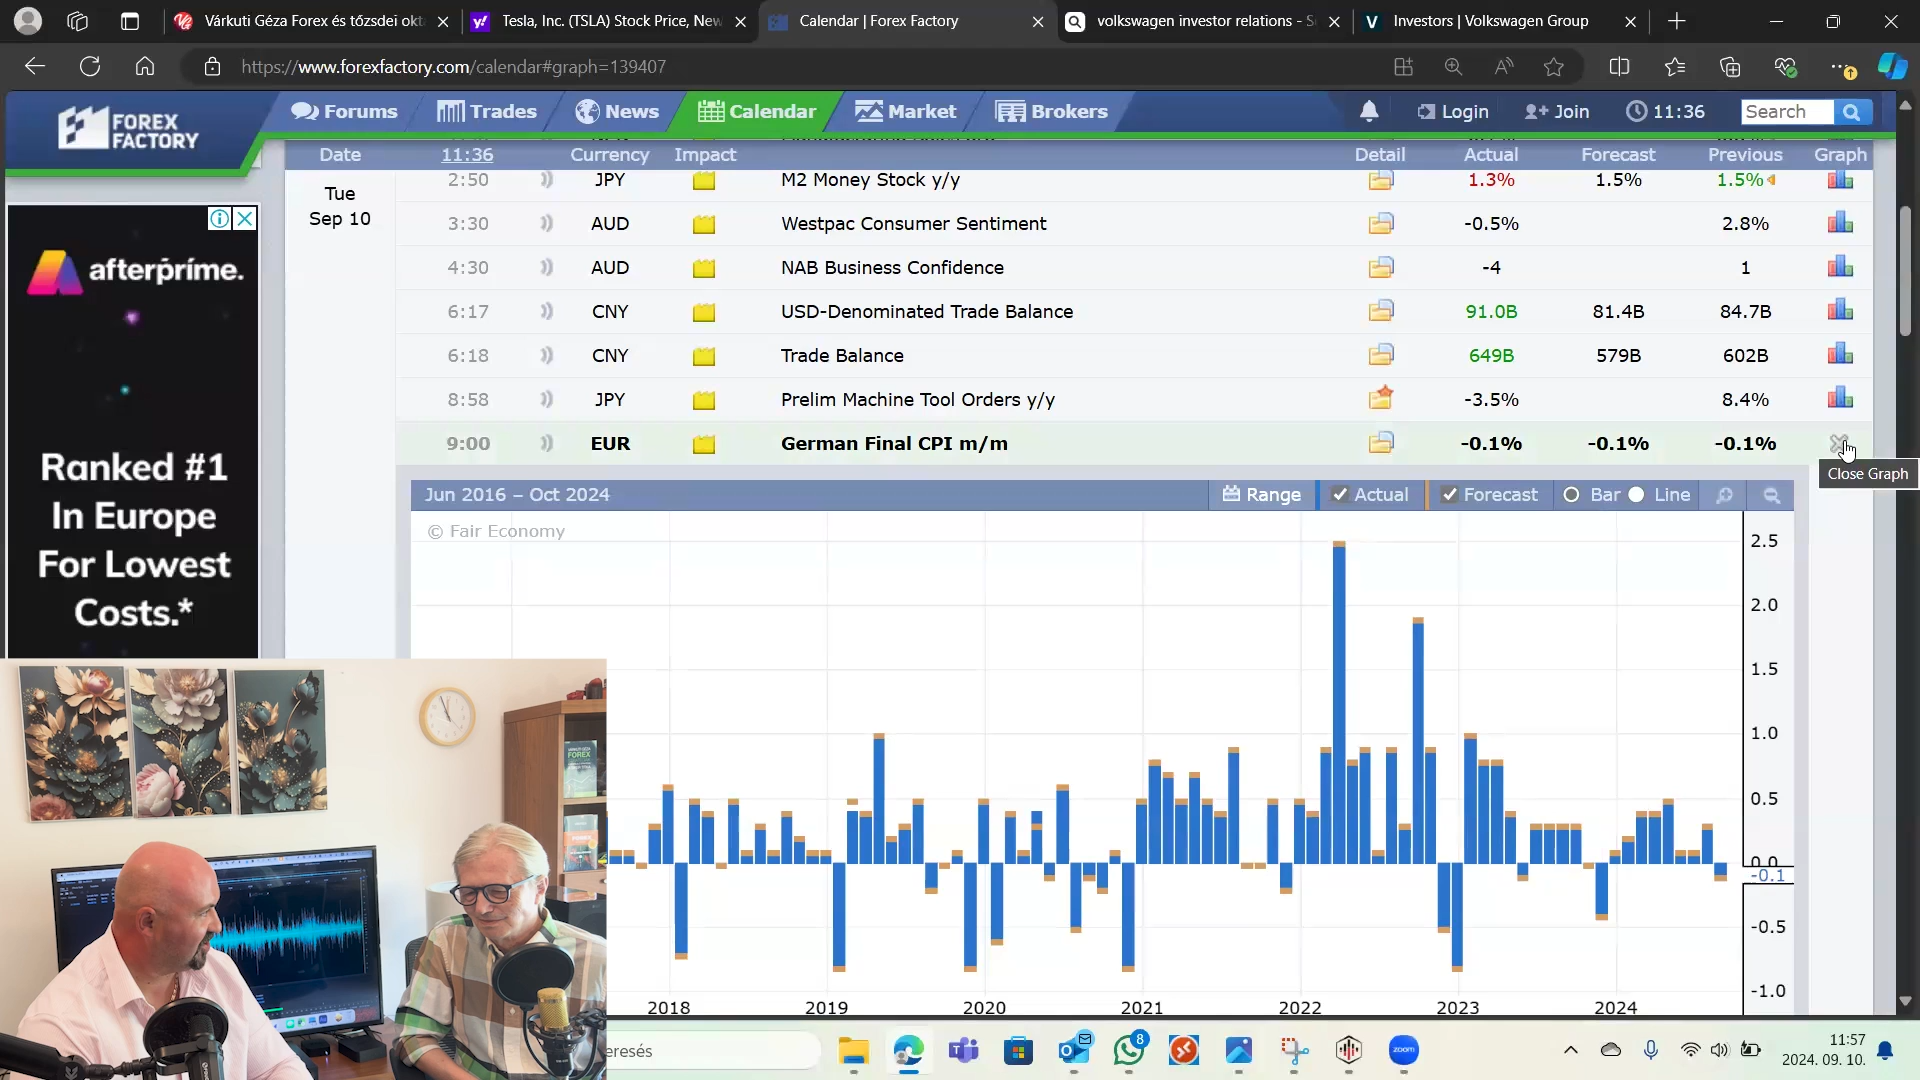 Várkuti Géza Forex és tőzsdei okt
Tesla, Inc. (TSLA) Stock Price, New
Calendar | Forex Factory
volkswagen investor relations - S
Investors | Volkswagen Group
https://www.forexfactory.com/calendar#graph=139407
FOREX
FACTORY
Forums
Trades
News
Calendar
Market
Brokers
Login
Join
11:36
Search
Date 11:36 Currency Impact Detail Actual Forecast Previous Graph
Tue
Sep 10
2:50 JPY M2 Money Stock y/y 1.3% 1.5% 1.5%
3:30 AUD Westpac Consumer Sentiment -0.5% 2.8%
4:30 AUD NAB Business Confidence -4 1
6:17 CNY USD-Denominated Trade Balance 91.0B 81.4B 84.7B
6:18 CNY Trade Balance 649B 579B 602B
8:58 JPY Prelim Machine Tool Orders y/y -3.5% 8.4%
9:00 EUR German Final CPI m/m -0.1% -0.1% -0.1%
Close Graph
afterprime.
Ranked #1
In Europe
For Lowest
Costs.*
Jun 2016 – Oct 2024
Range
Actual
Forecast
Bar
Line
© Fair Economy
2.5
2.0
1.5
1.0
0.5
0.0
-0.1
-0.5
-1.0
2018 2019 2020 2021 2022 2023 2024
FOREX
eresés
8
zoom
11:57
2024. 09. 10.